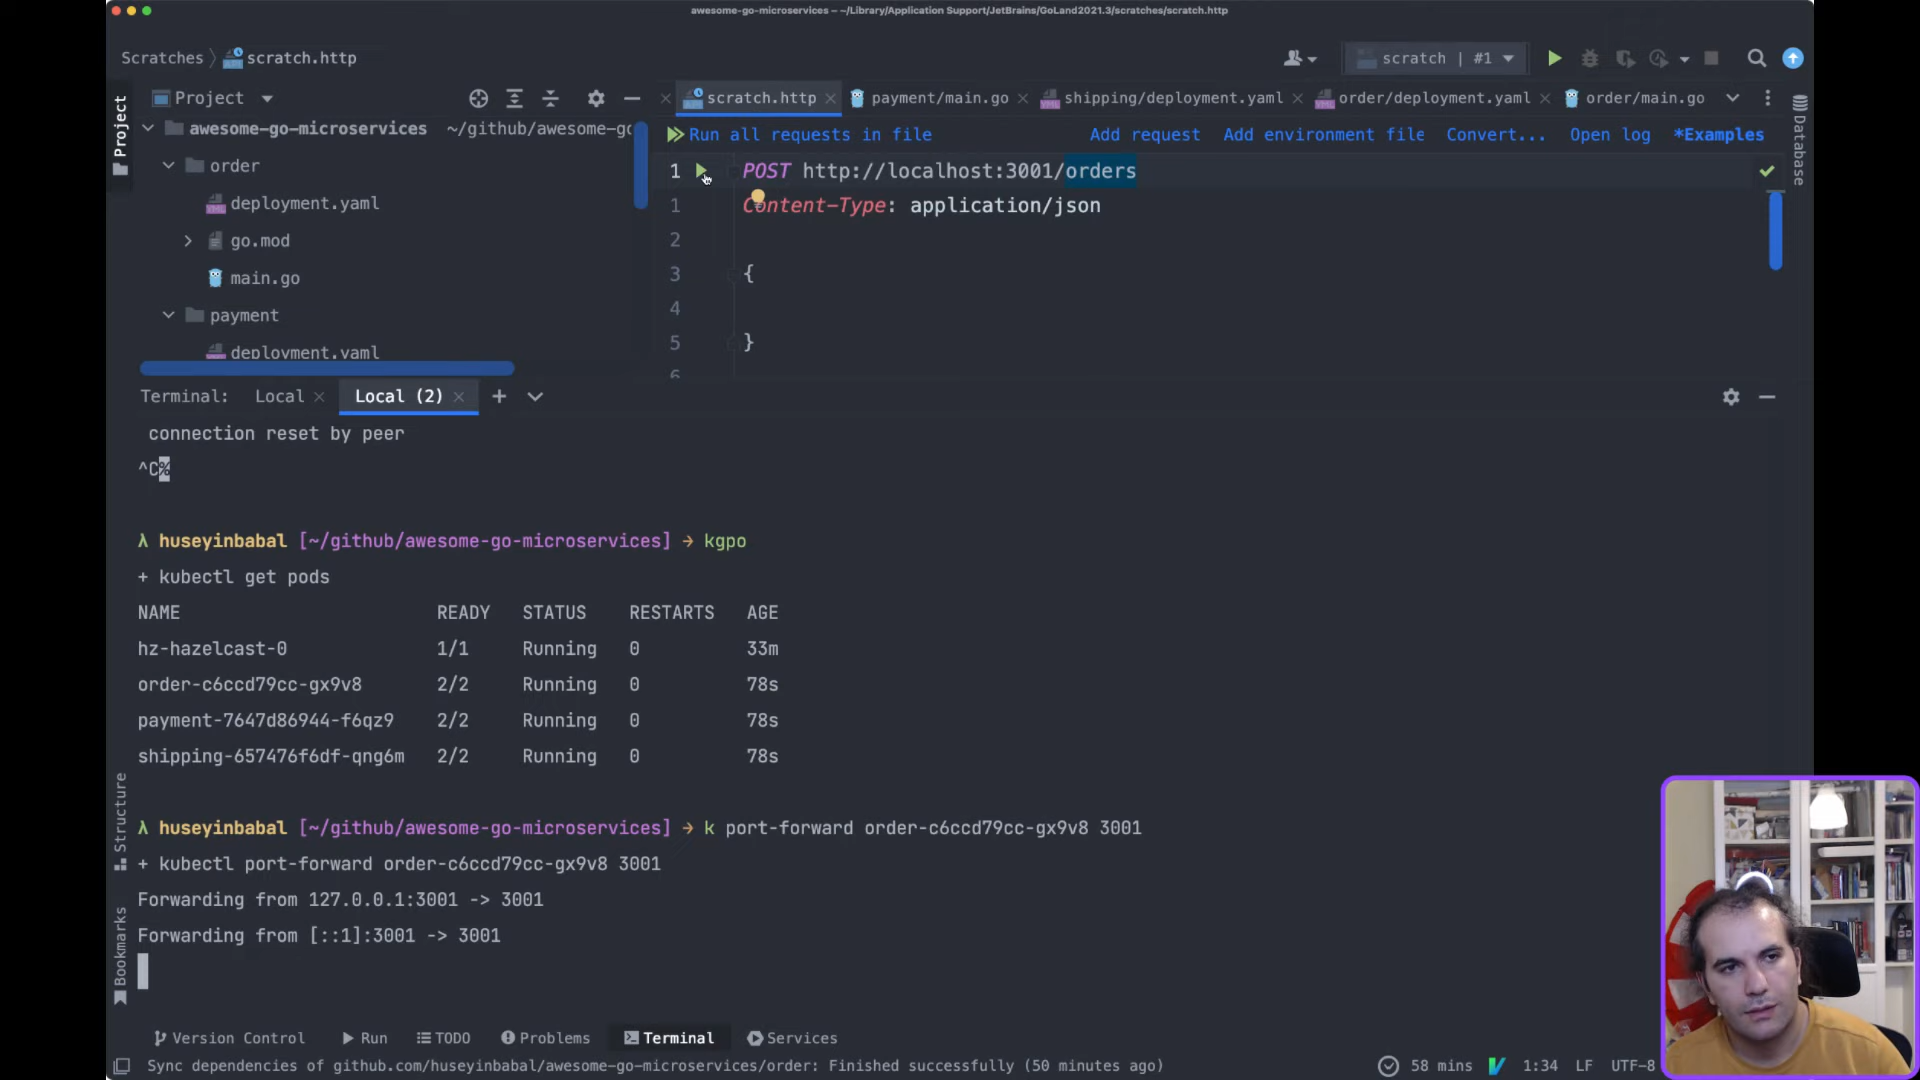 awesome-go-microservices – ~/Library/Application Support/JetBrains/GoLand2021.3/scratches/scratch.http
Scratches scratch.http
scratch | #1
Project
Project
scratch.http payment/main.go shipping/deployment.yaml order/deployment.yaml order/main.go
awesome-go-microservices ~/github/awesome-go
Run all requests in file Add request Add environment file Convert... Open log *Examples
Database
order
1 POST http://localhost:3001/orders
deployment.yaml
1 Content-Type: application/json
go.mod
2
main.go
3 {
payment
4
deployment.yaml
5 }
6
Terminal: Local Local (2)
connection reset by peer
^C%
λ huseyinbabal [~/github/awesome-go-microservices] → kgpo
+ kubectl get pods
NAME READY STATUS RESTARTS AGE
hz-hazelcast-0 1/1 Running 0 33m
order-c6ccd79cc-gx9v8 2/2 Running 0 78s
payment-7647d86944-f6qz9 2/2 Running 0 78s
shipping-657476f6df-qng6m 2/2 Running 0 78s
Structure
λ huseyinbabal [~/github/awesome-go-microservices] → k port-forward order-c6ccd79cc-gx9v8 3001
+ kubectl port-forward order-c6ccd79cc-gx9v8 3001
Forwarding from 127.0.0.1:3001 -> 3001
Forwarding from [::1]:3001 -> 3001
Bookmarks
Version Control Run TODO Problems Terminal Services
Sync dependencies of github.com/huseyinbabal/awesome-go-microservices/order: Finished successfully (50 minutes ago) 58 mins 1:34 LF UTF-8